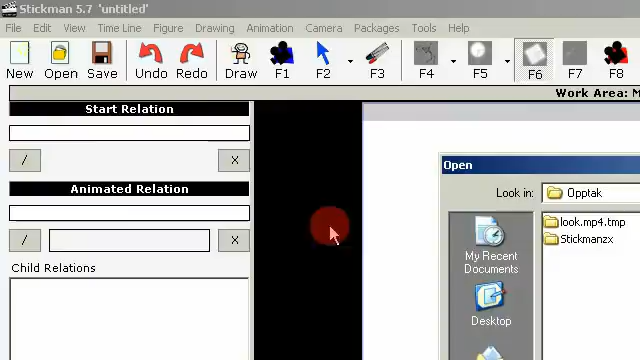 Stickman 5.7 'untitled'
File Edit View Time Line Figure Drawing Animation Camera Packages Tools Help
New Open Save Undo Redo Draw F1 F2 F3 F4 F5 F6 F7 F8
Work Area: M
Start Relation
/ X
Animated Relation
/ X
Child Relations
Open
Look in: Opptak
look.mp4.tmp
Stickmanzx
My Recent
Documents
Desktop